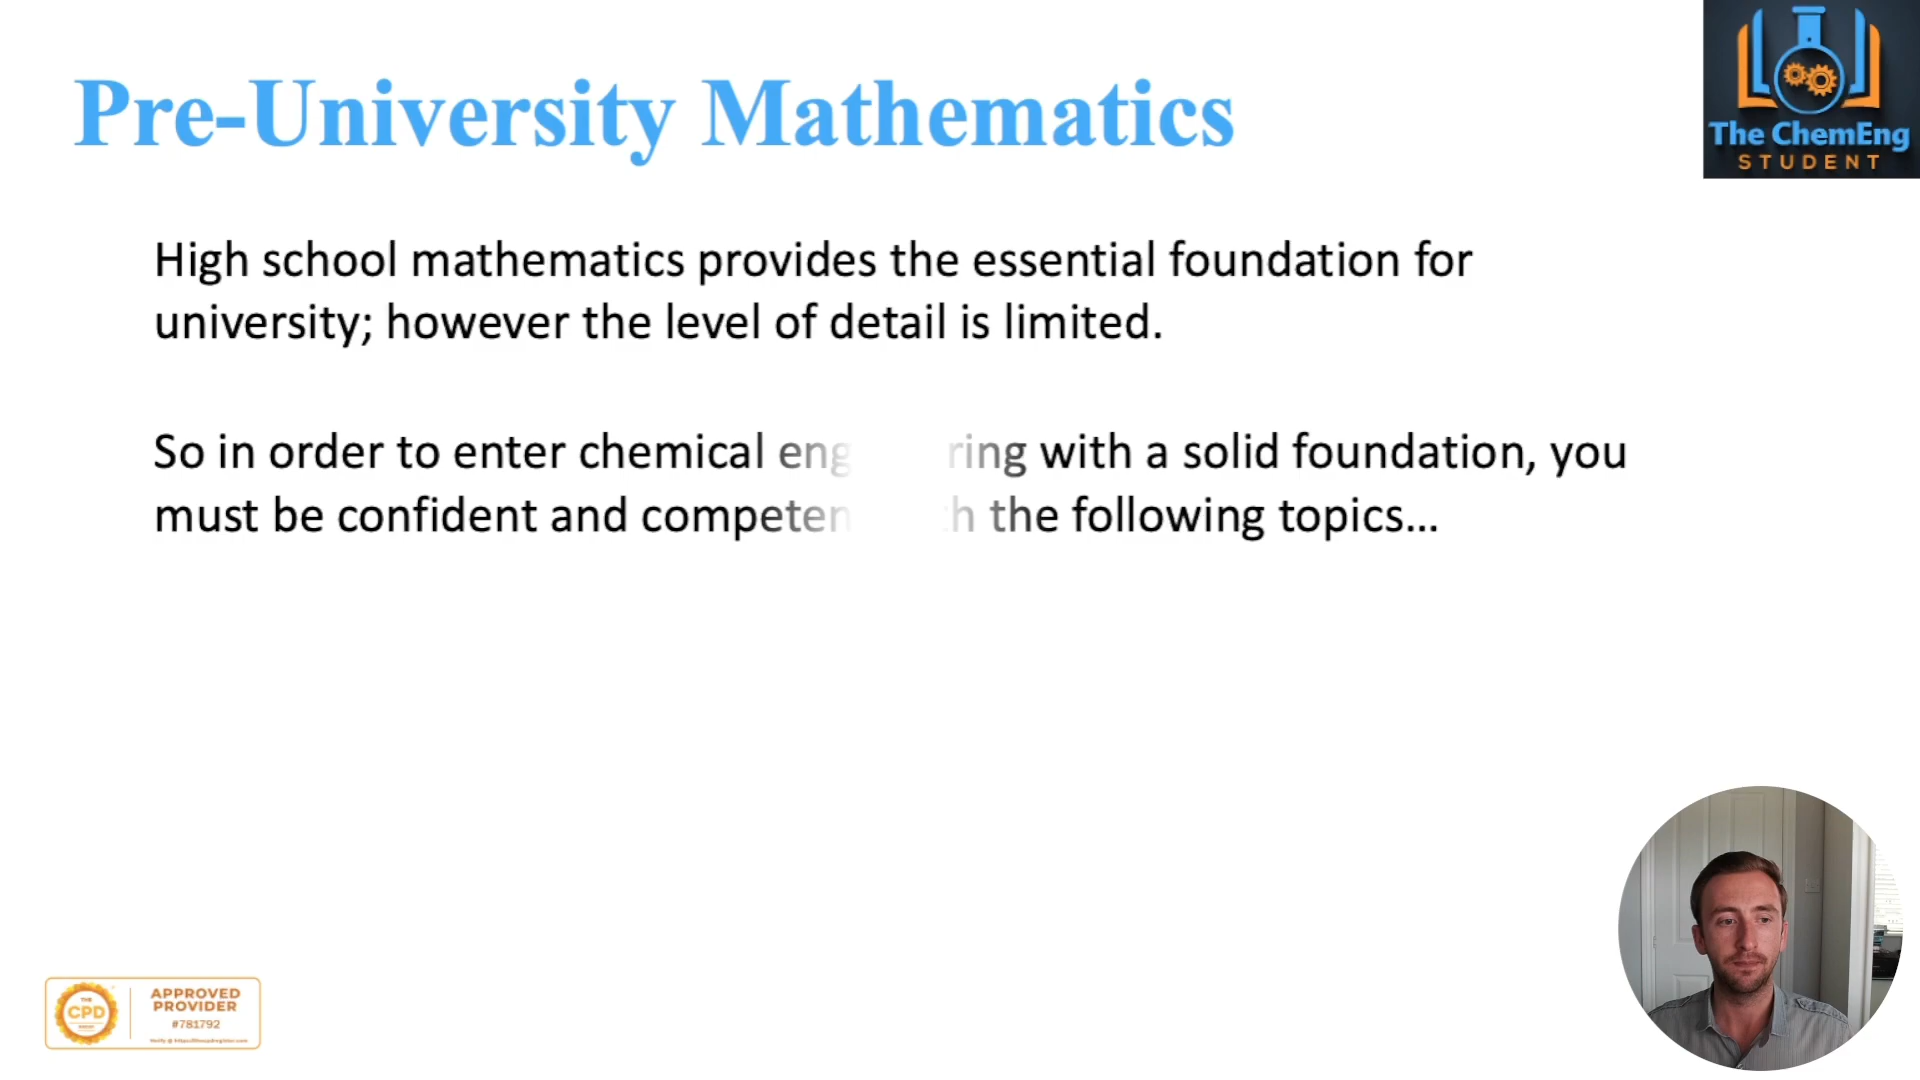 Pre-University Mathematics
The ChemEng
STUDENT
High school mathematics provides the essential foundation for
university; however the level of detail is limited.
So in order to enter chemical eng ring with a solid foundation, you
must be confident and competen h the following topics...
THE
CPD
APPROVED
PROVIDER
#781792